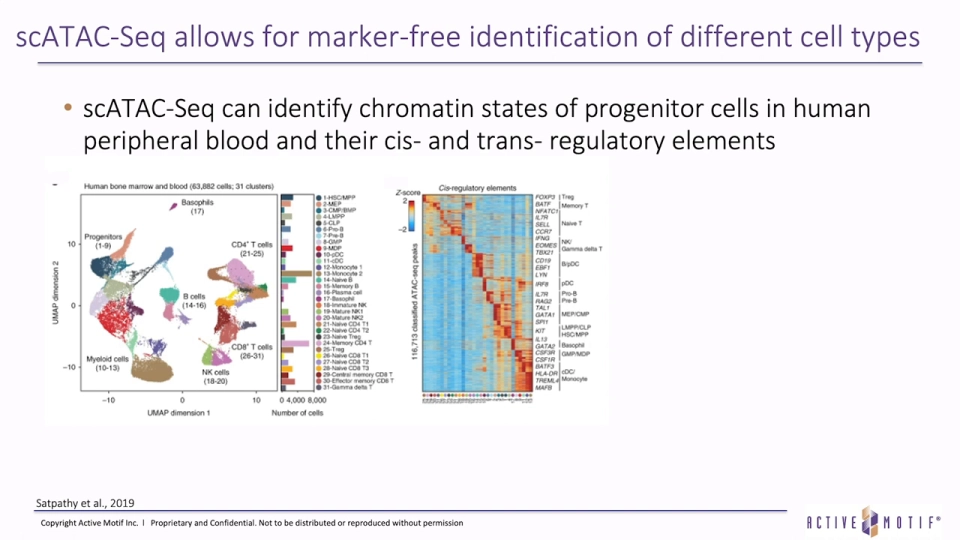 scATAC-Seq allows for marker-free identification of different cell types
• scATAC-Seq can identify chromatin states of progenitor cells in human
peripheral blood and their cis- and trans- regulatory elements
Human bone marrow and blood (63,882 cells; 31 clusters)
Basophils
(17)
Progenitors
(1-9)
CD4+ T cells
(21-25)
B cells
(14-16)
CD8+ T cells
(26-31)
Myeloid cells
(10-13)
NK cells
(18-20)
UMAP dimension 2
10
0
-10
-10
0
10
UMAP dimension 1
1-HSC/MPP
2-MEP
3-CMP/BMP
4-LMPP
5-CLP
6-Pro-B
7-Pre-B
8-GMP
9-MDP
10-pDC
11-cDC
12-Monocyte 1
13-Monocyte 2
14-Naive B
15-Memory B
16-Plasma cell
17-Basophil
18-Immature NK
19-Mature NK1
20-Mature NK2
21-Naive CD4 T1
22-Naive CD4 T2
23-Naive Treg
24-Memory CD4 T
25-Treg
26-Naive CD8 T1
27-Naive CD8 T2
28-Naive CD8 T3
29-Central memory CD8 T
30-Effector memory CD8 T
31-Gamma delta T
0 4,000 8,000
Number of cells
Z-score
2
-2
Cis-regulatory elements
116,713 classified ATAC-seq peaks
FOXP3
BATF
NFATC1
IL7R
SELL
CCR7
IFNG
EOMES
TBX21
CD19
EBF1
LYN
IRF8
IL7R
RAG2
TAL1
GATA1
SPI1
KIT
IL13
GATA2
CSF3R
CSF1R
BATF3
HLA-DR
TREML4
MAFB
Treg
Memory T
Naive T
NK/
Gamma delta T
B/pDC
pDC
Pro-B
Pre-B
MEP/CMP
LMPP/CLP
HSC/MPP
Basophil
GMP/MDP
cDC/
Monocyte
Satpathy et al., 2019
Copyright Active Motif Inc. I Proprietary and Confidential. Not to be distributed or reproduced without permission
ACTIVE MOTIF®